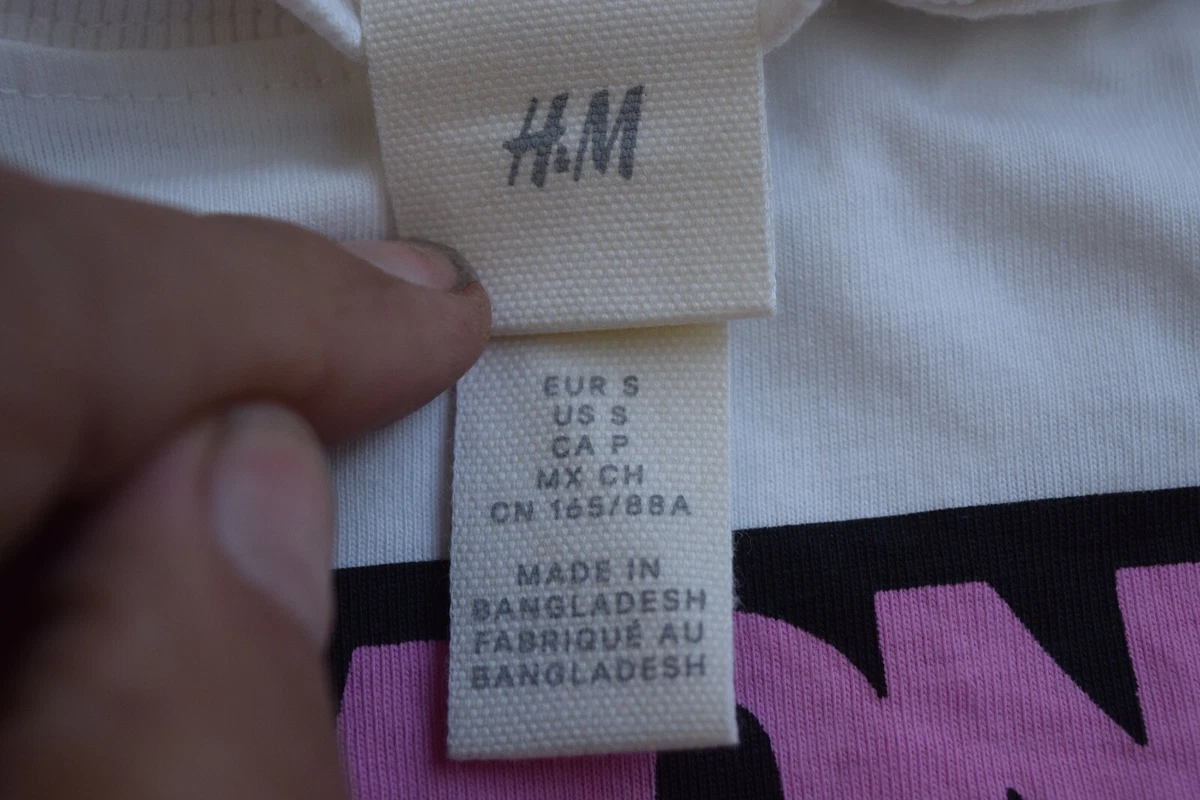 H&M
EUR S
US S
CA P
MX CH
CN 165/88A
MADE IN
BANGLADESH
FABRIQUÉ AU
BANGLADESH